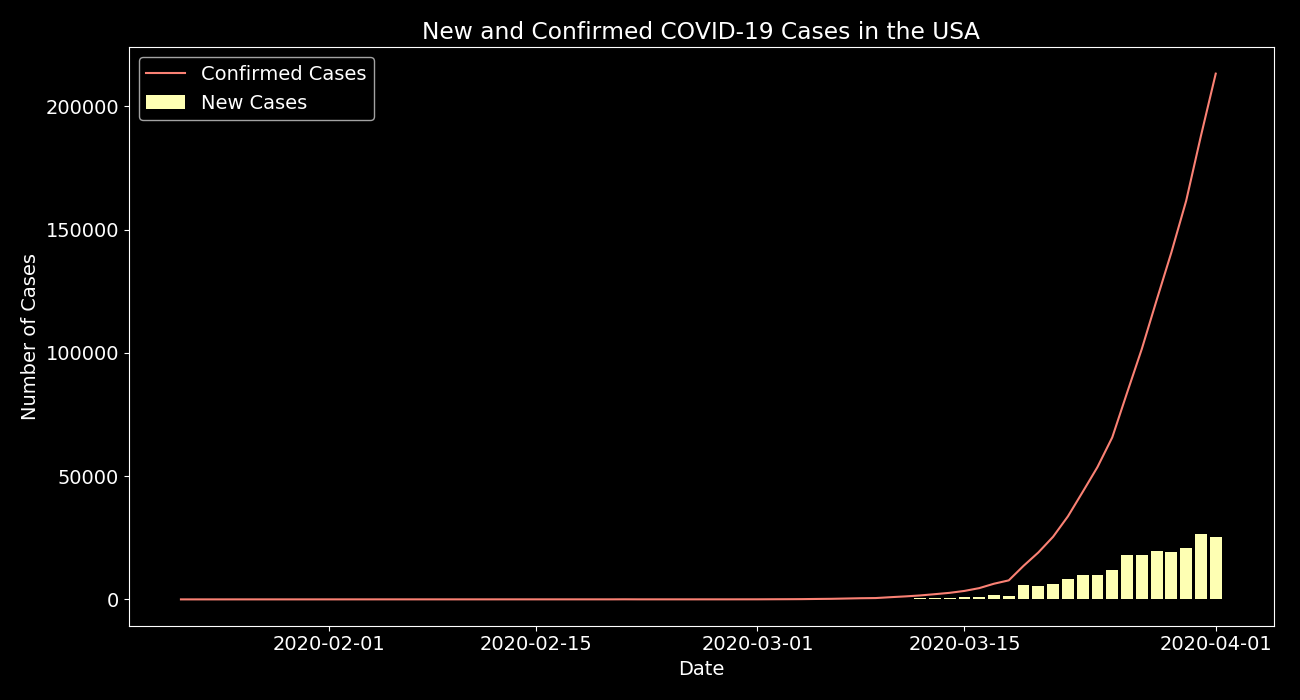 New and Confirmed COVID-19 Cases in the USA
Confirmed Cases
New Cases
200000
150000
100000
50000
0
Number of Cases
2020-02-01 2020-02-15 2020-03-01 2020-03-15 2020-04-01
Date